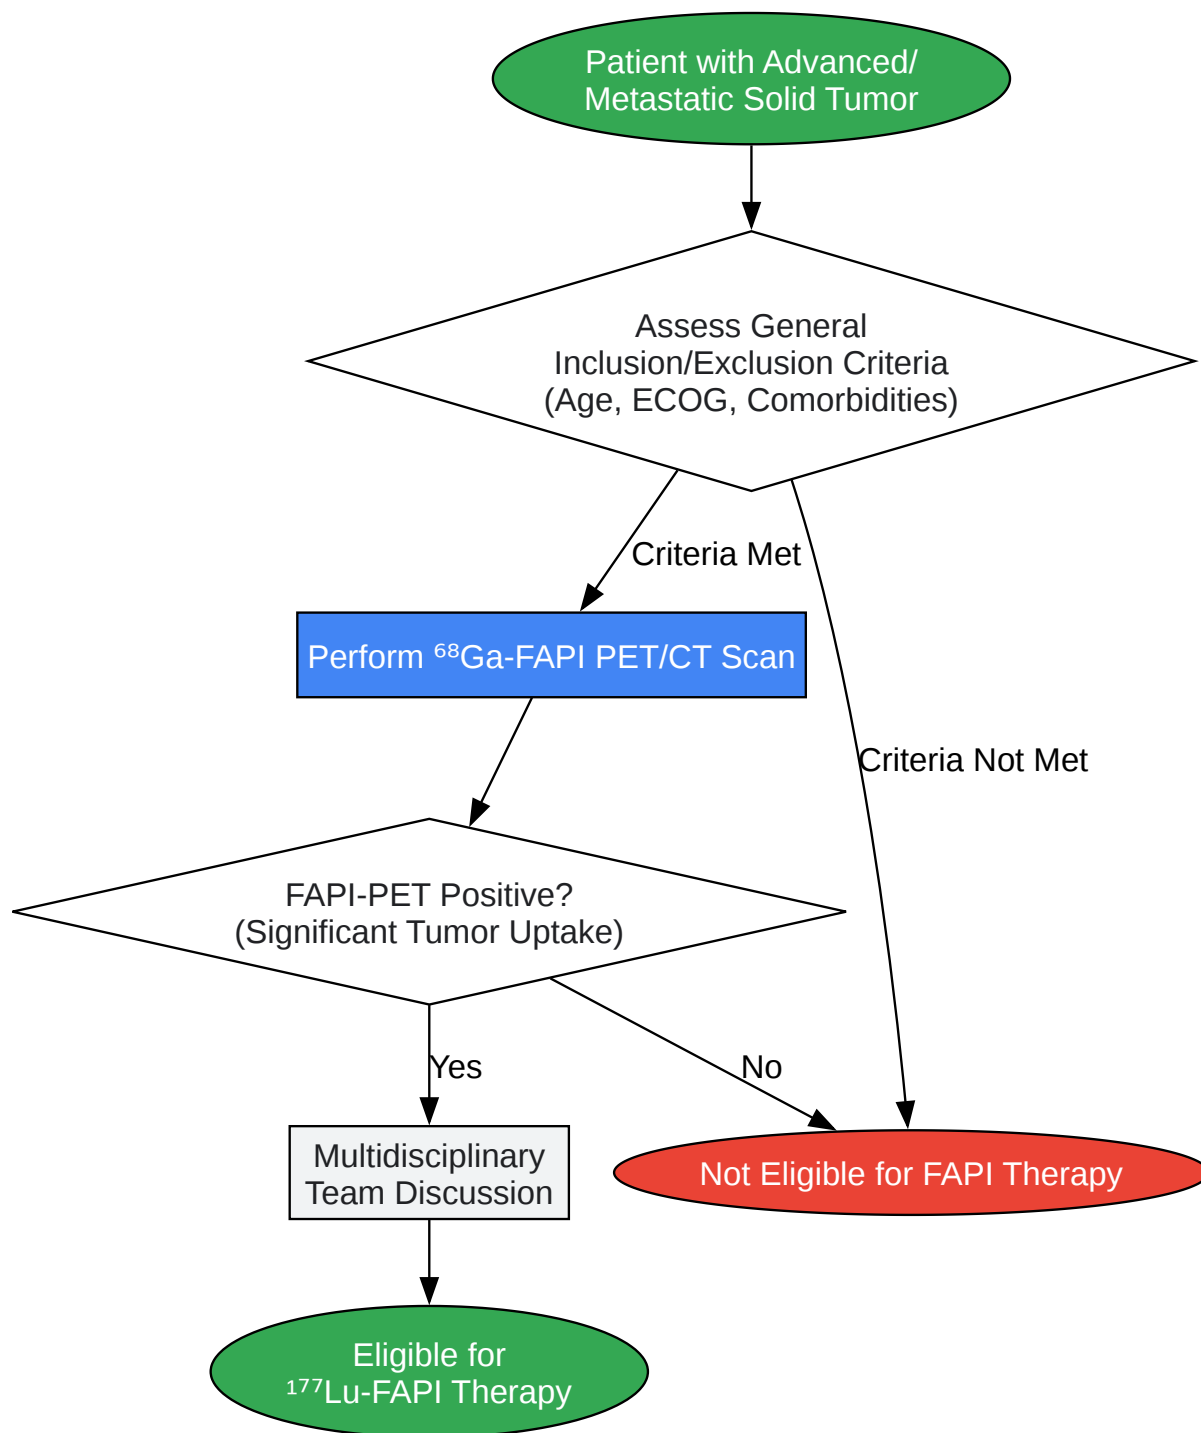 Patient with Advanced/
Metastatic Solid Tumor
Assess General
Inclusion/Exclusion Criteria
(Age, ECOG, Comorbidities)
Criteria Met
Perform ⁶⁸Ga-FAPI PET/CT Scan
Criteria Not Met
FAPI-PET Positive?
(Significant Tumor Uptake)
Yes
No
Multidisciplinary
Team Discussion
Not Eligible for FAPI Therapy
Eligible for
¹⁷⁷Lu-FAPI Therapy